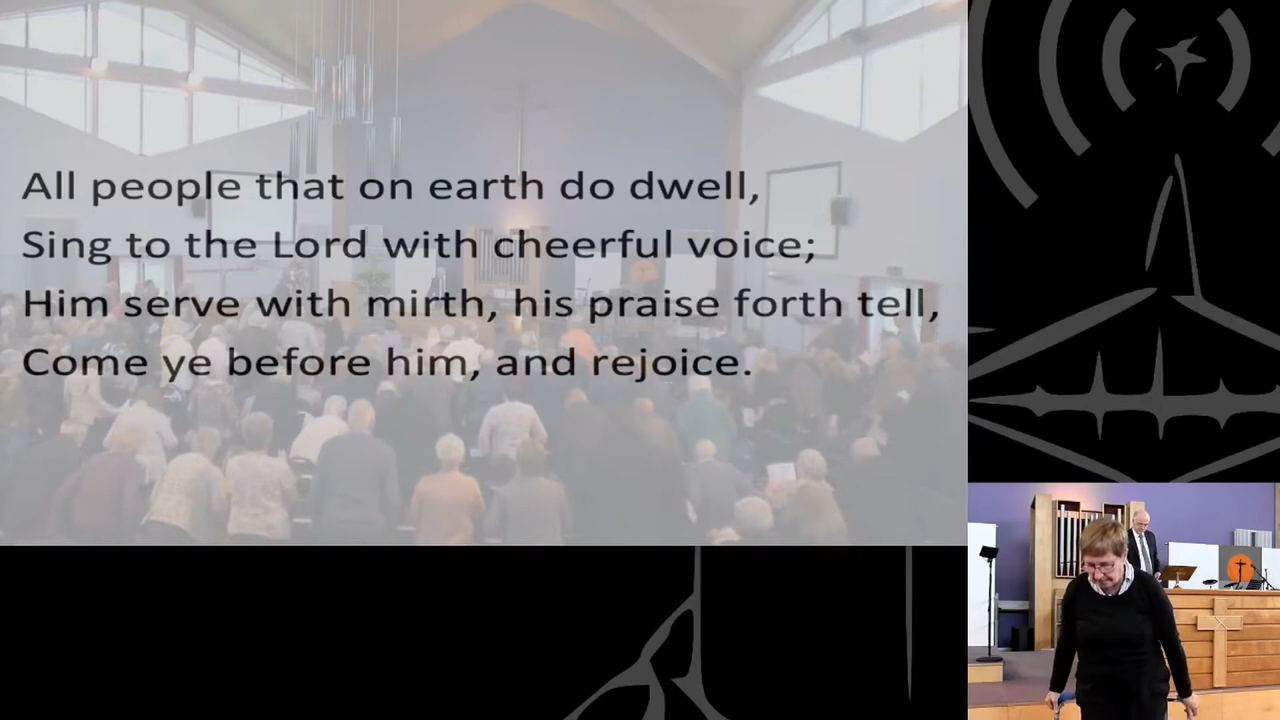 All people that on earth do dwell,
Sing to the Lord with cheerful voice;
Him serve with mirth, his praise forth tell,
Come ye before him, and rejoice.